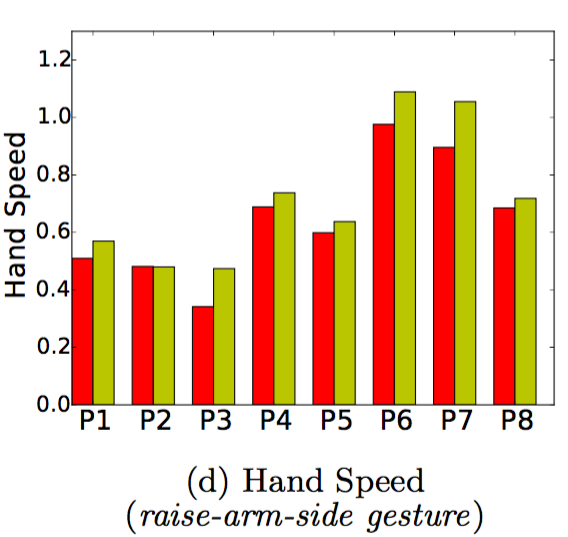 1.2
1.0
0.8
0.6
0.4
0.2
0.0
Hand Speed
P1 P2 P3 P4 P5 P6 P7 P8
(d) Hand Speed
(raise-arm-side gesture)